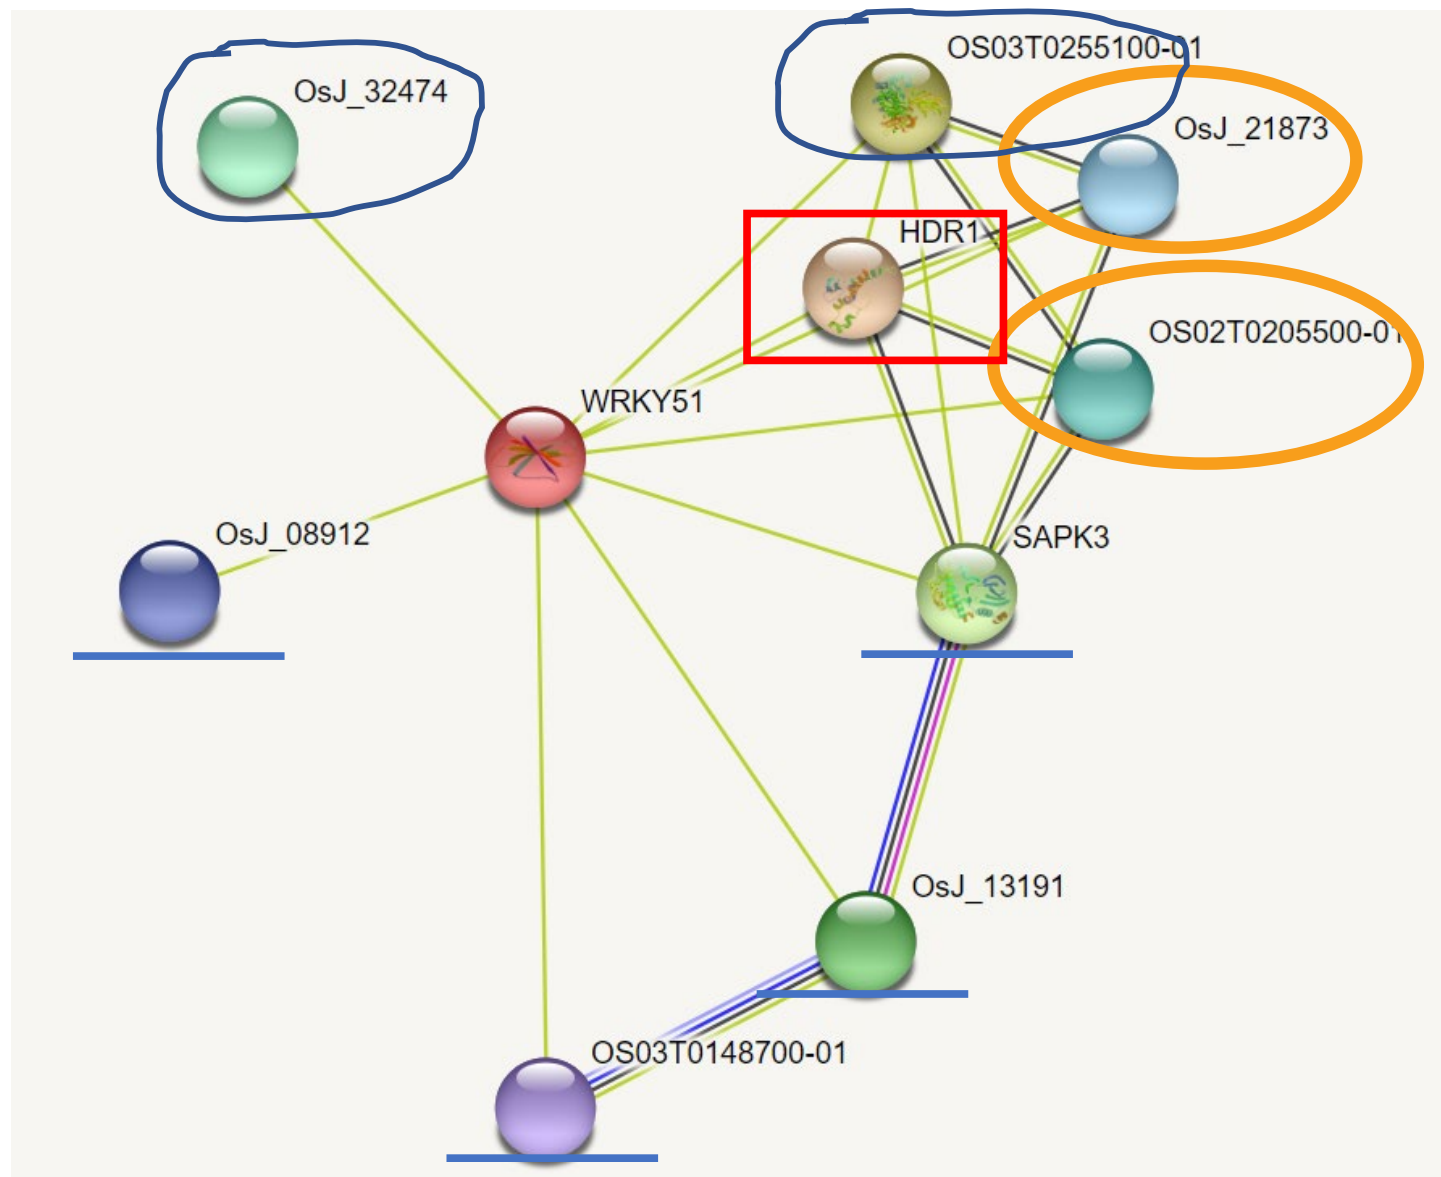 OS03T0255100-01
OsJ_32474
OsJ_21873
HDR1
OS02T0205500-01
WRKY51
OsJ_08912
SAPK3
OsJ_13191
OS03T0148700-01